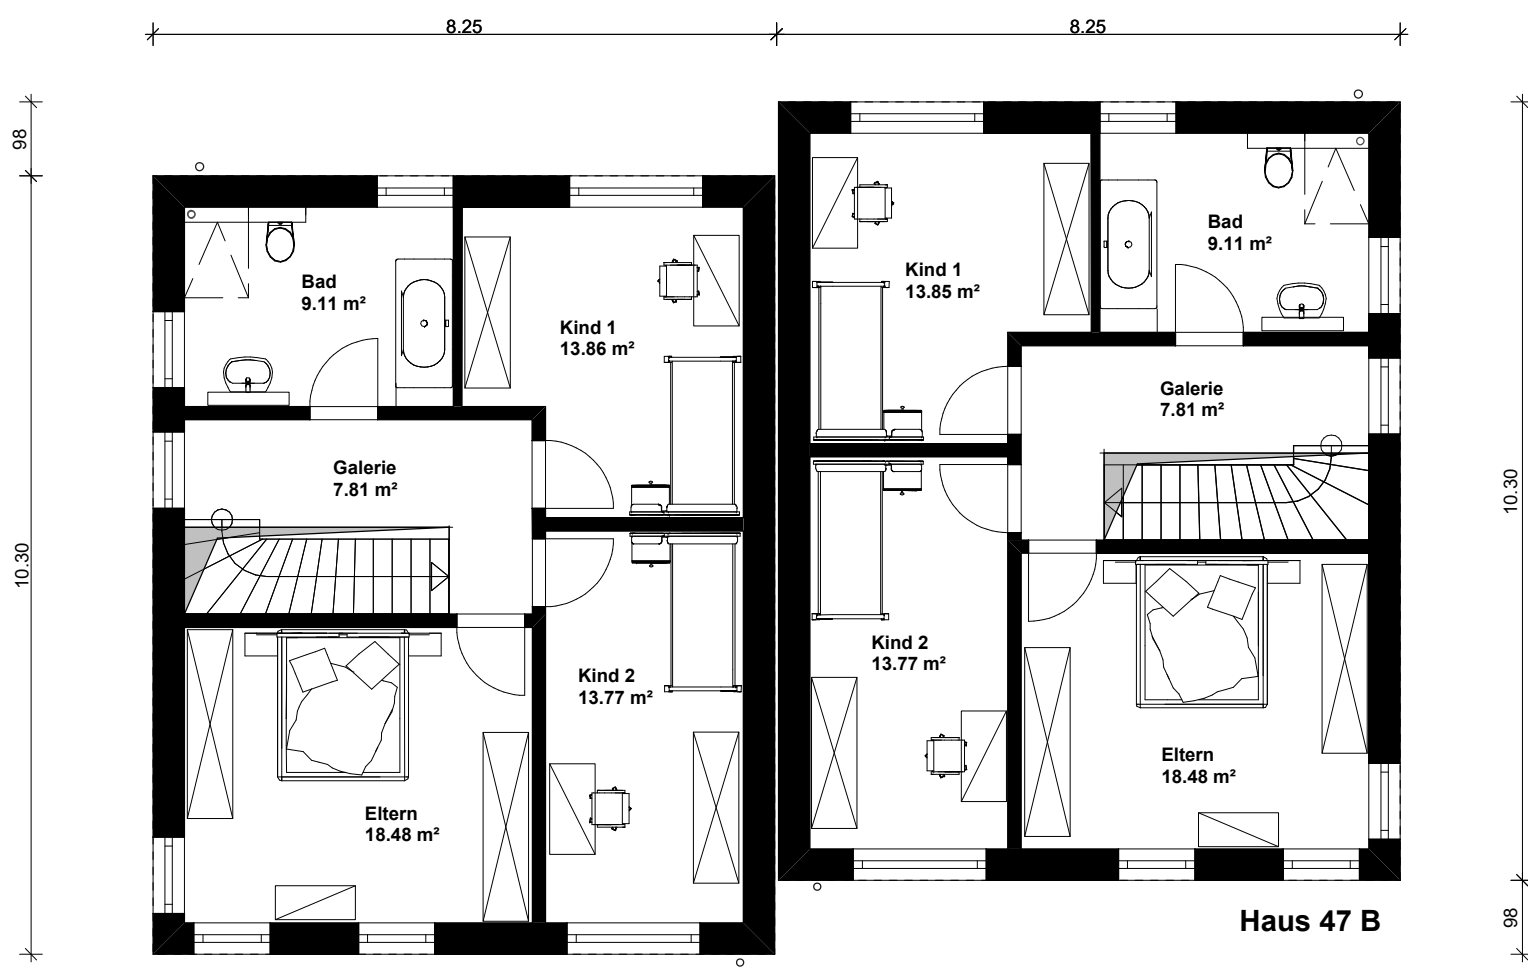 8.25
8.25
98
10.30
Bad
9.11 m²
Kind 1
13.86 m²
Galerie
7.81 m²
Kind 2
13.77 m²
Eltern
18.48 m²
Kind 1
13.85 m²
Bad
9.11 m²
Galerie
7.81 m²
Kind 2
13.77 m²
Eltern
18.48 m²
10.30
98
Haus 47 B